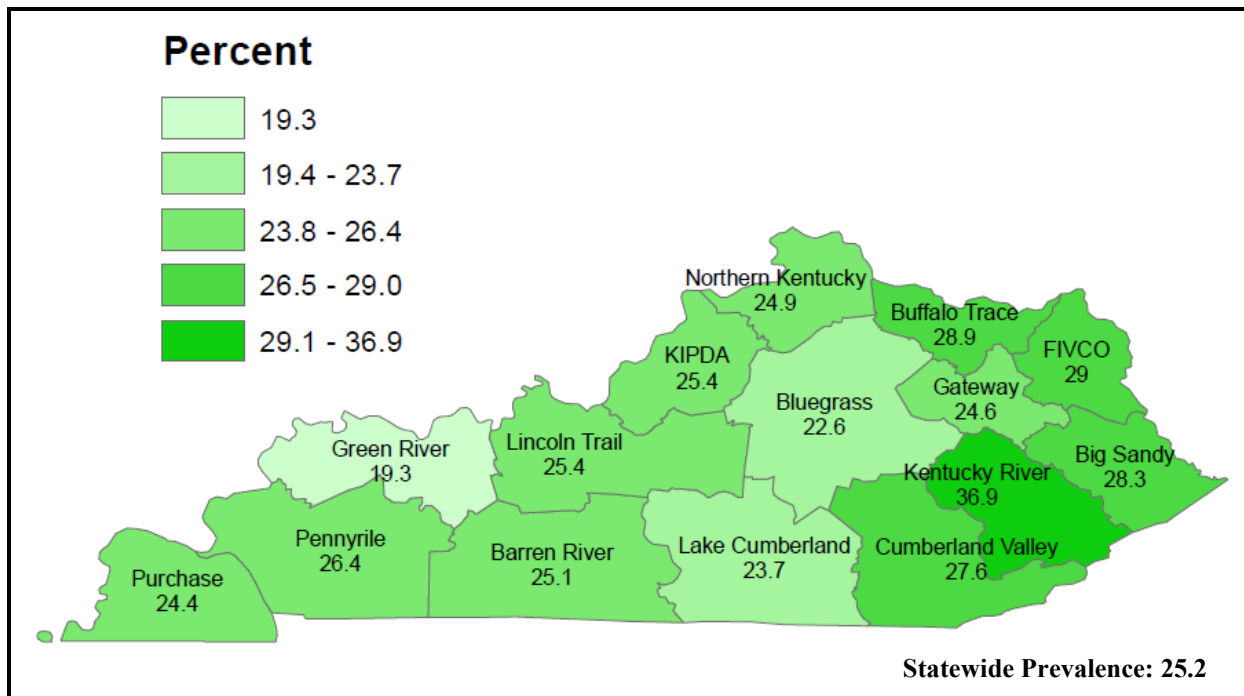 Percent
19.3
19.4 - 23.7
23.8 - 26.4
26.5 - 29.0
29.1 - 36.9
Northern Kentucky
24.9
Buffalo Trace
28.9
FIVCO
29
KIPDA
25.4
Gateway
24.6
Bluegrass
22.6
Green River
19.3
Lincoln Trail
25.4
Big Sandy
28.3
Kentucky River
36.9
Pennyrile
26.4
Barren River
25.1
Lake Cumberland
23.7
Cumberland Valley
27.6
Purchase
24.4
Statewide Prevalence: 25.2